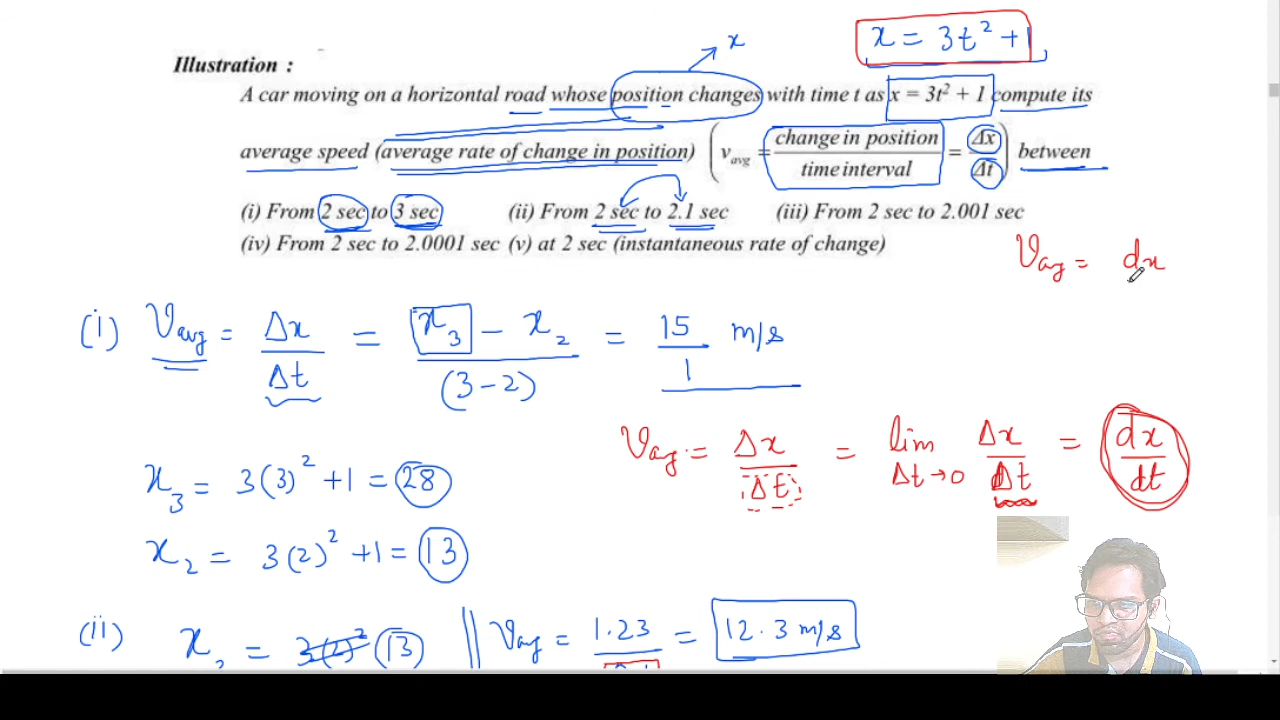 x = 3t² + 1
x
Illustration :
A car moving on a horizontal road whose position changes with time t as x = 3t² + 1 compute its
average speed (average rate of change in position) (v_avg = change in position / time interval = Δx / Δt) between
(i) From 2 sec to 3 sec (ii) From 2 sec to 2.1 sec (iii) From 2 sec to 2.001 sec
(iv) From 2 sec to 2.0001 sec (v) at 2 sec (instantaneous rate of change)
V_avg = dx
(i) V_avg = Δx / Δt = x₃ - x₂ / (3-2) = 15 / 1 m/s
V_avg = Δx / Δt = lim Δt→0 Δx / Δt = dx / dt
x₃ = 3(3)² + 1 = 28
x₂ = 3(2)² + 1 = 13
(ii) x₂ = 3(2)² 13 || V_avg = 1.23 = 12.3 m/s